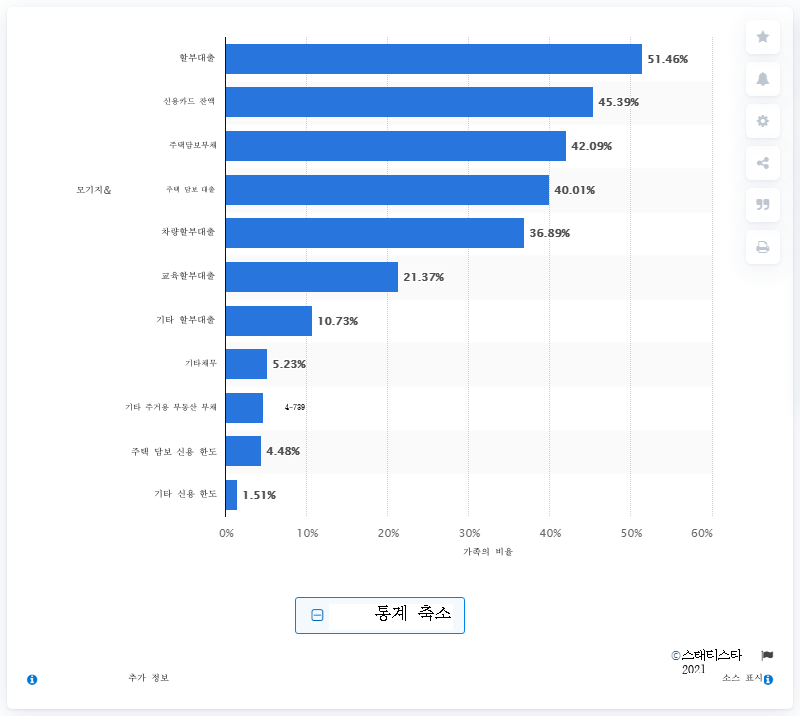 할부대출 51.46%
신용카드 잔액 45.39%
주택담보부채 42.09%
모기지& 주택 담보 대출 40.01%
차량할부대출 36.89%
교육할부대출 21.37%
기타 할부대출 10.73%
기타채무 5.23%
기타 주거용 부동산 부채 4-739
주택 담보 신용 한도 4.48%
기타 신용 한도 1.51%
0% 10% 20% 30% 40% 50% 60%
가족의 비율
통계 축소
©스태티스타
2021
추가 정보 소스 표시